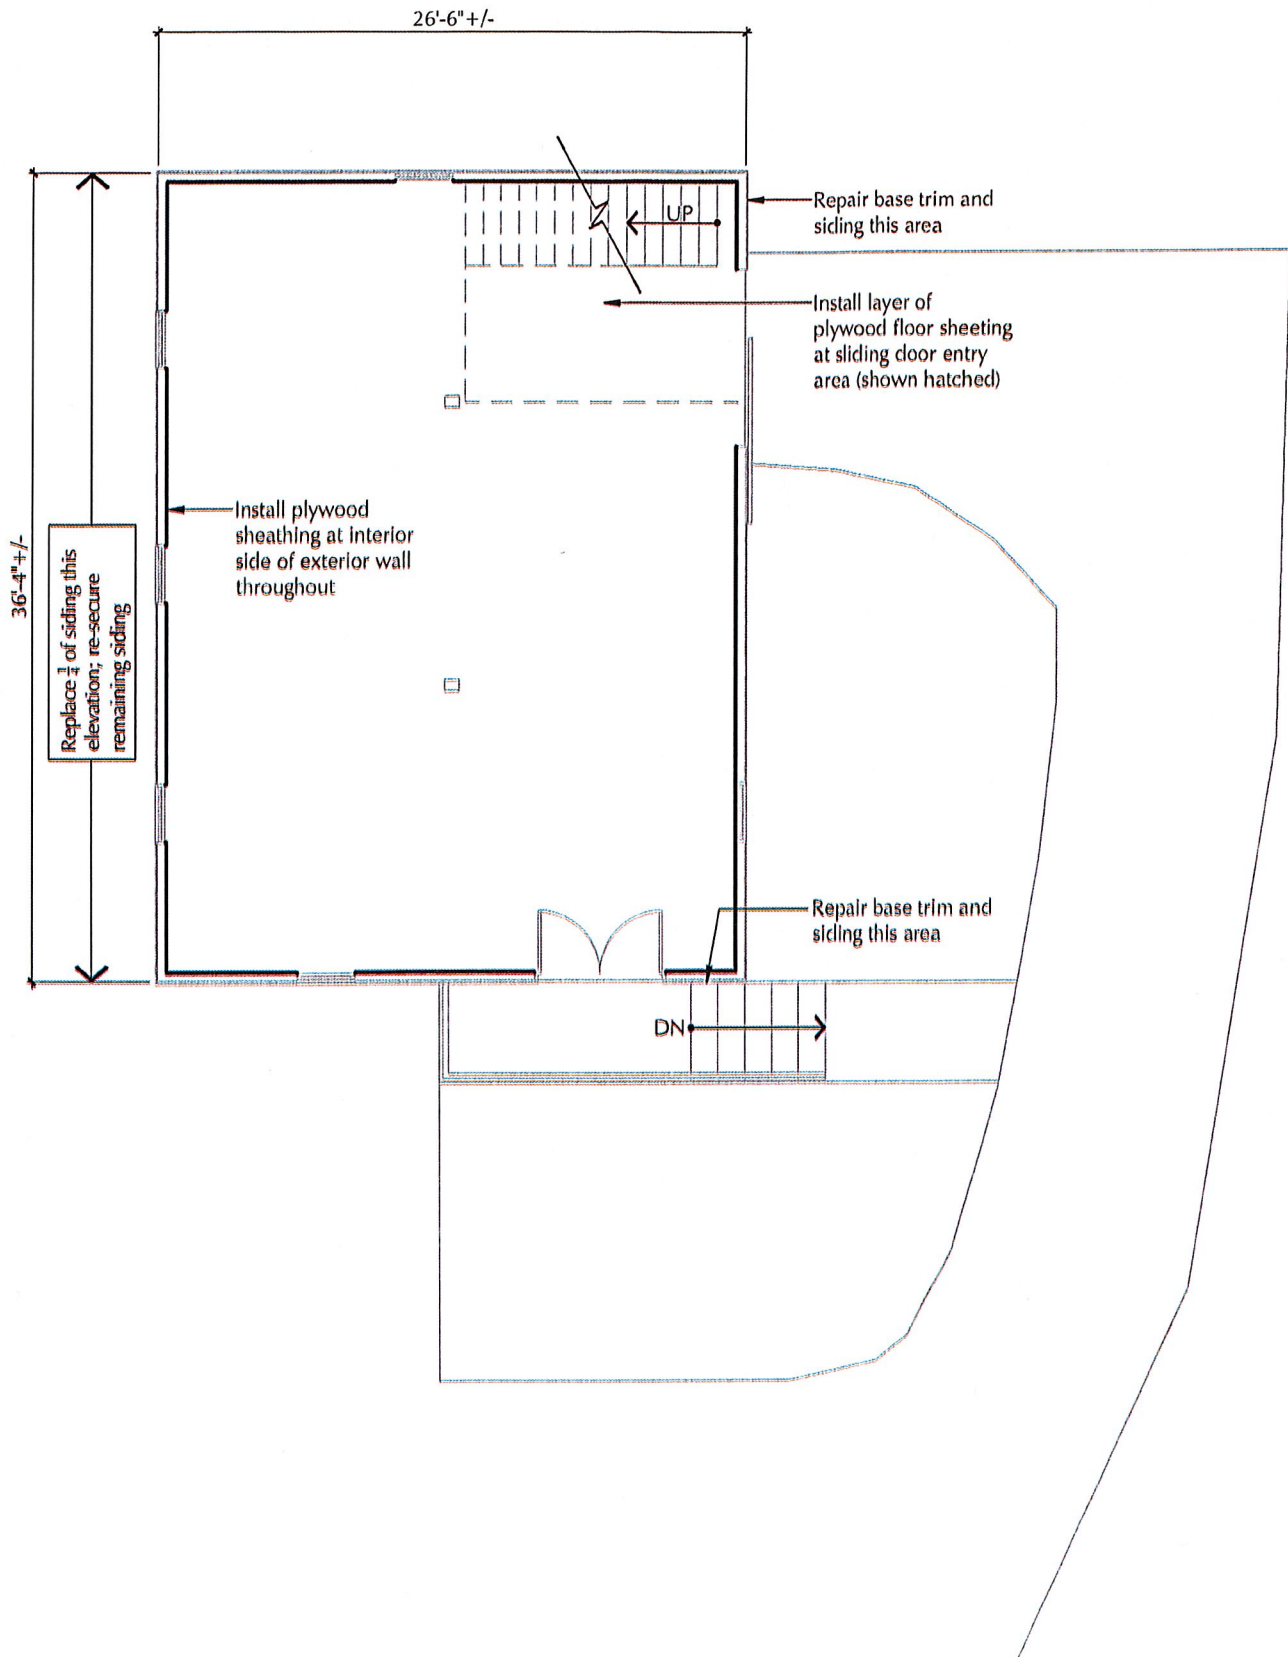 26'-6"+/-
UP
Repair base trim and
siding this area
Install layer of
plywood floor sheeting
at sliding door entry
area (shown hatched)
36'-4"+/-
Replace of siding this
elevation; re-secure
remaining siding
Install plywood
sheathing at interior
side of exterior wall
throughout
Repair base trim and
siding this area
DN